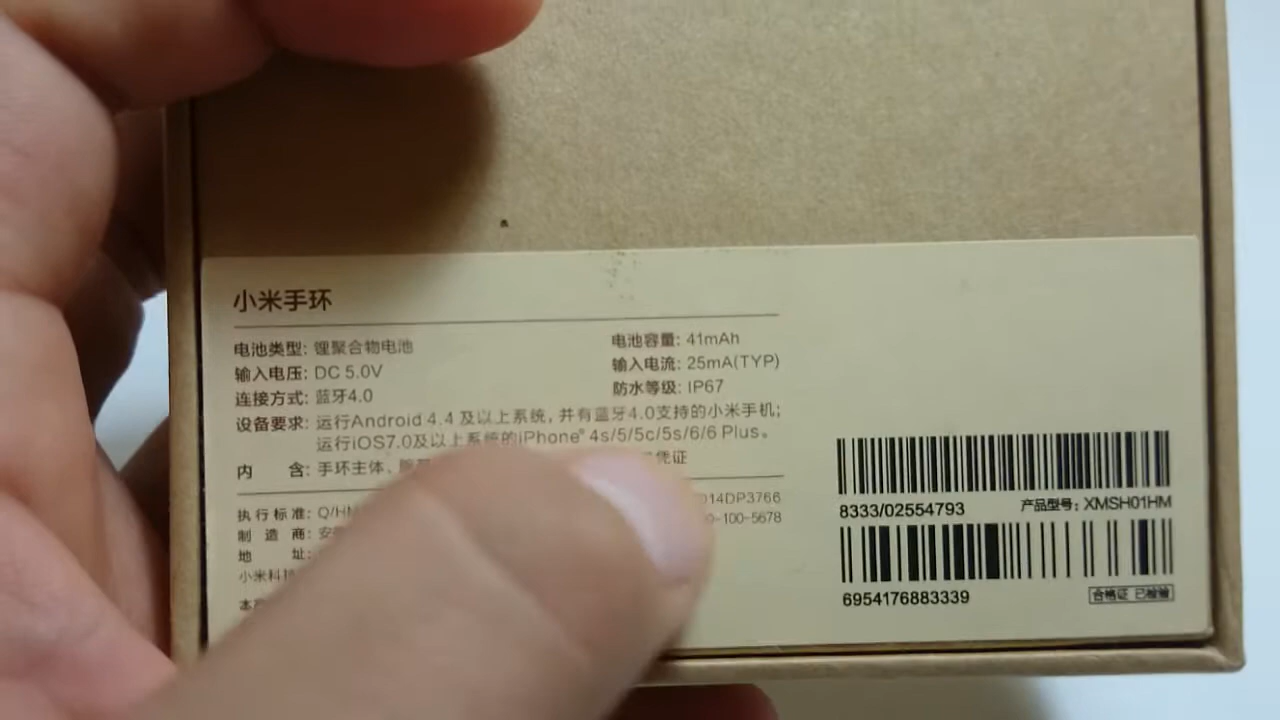 小米手环
电池类型: 锂聚合物电池
电池容量: 41mAh
输入电压: DC 5.0V
输入电流: 25mA(TYP)
连接方式: 蓝牙4.0
防水等级: IP67
设备要求: 运行Android 4.4 及以上系统, 并有蓝牙4.0支持的小米手机;
运行iOS7.0及以上系统的iPhone® 4s/5/5c/5s/6/6 Plus。
内 含: 手环主体、 凭证
执行标准: Q/H 014DP3766
制 造 商: 安 0-100-5678
地 址:
小米科技
8333/02554793
产品型号: XMSH01HM
6954176883339
合格证 已检验